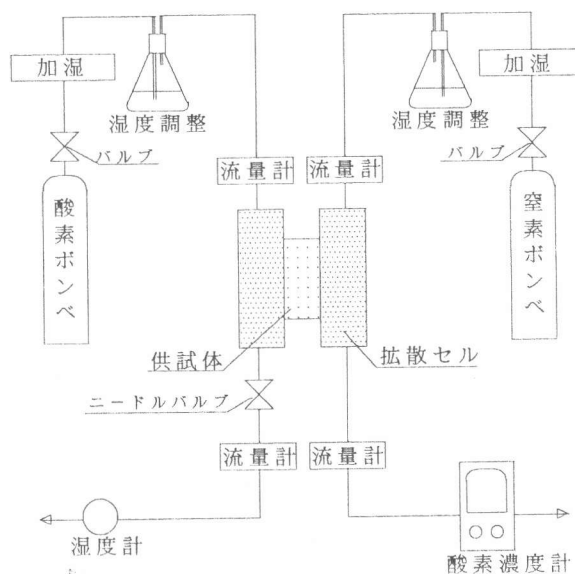 加湿
加湿
湿度調整
湿度調整
バルブ
バルブ
流量計
流量計
酸素ボンベ
窒素ボンベ
供試体
拡散セル
ニードルバルブ
流量計
流量計
湿度計
酸素濃度計